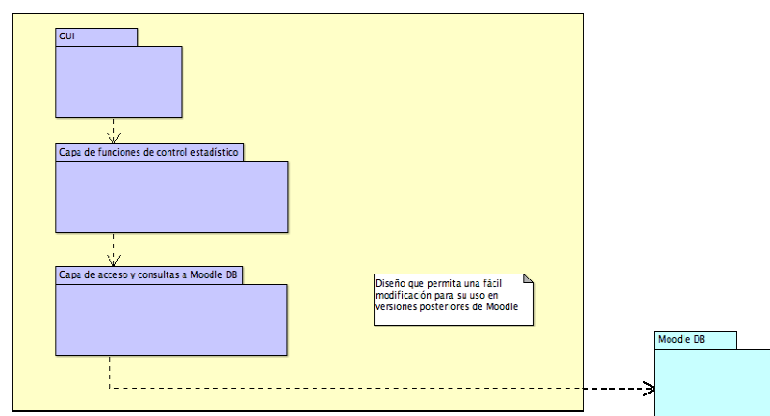 GUI
Capa de funciones de control estadístico
Capa de acceso y consultas a Moodle DB
Diseño que permita una fácil
modificación para su uso en
versiones posteriores de Moodle
Moodle DB